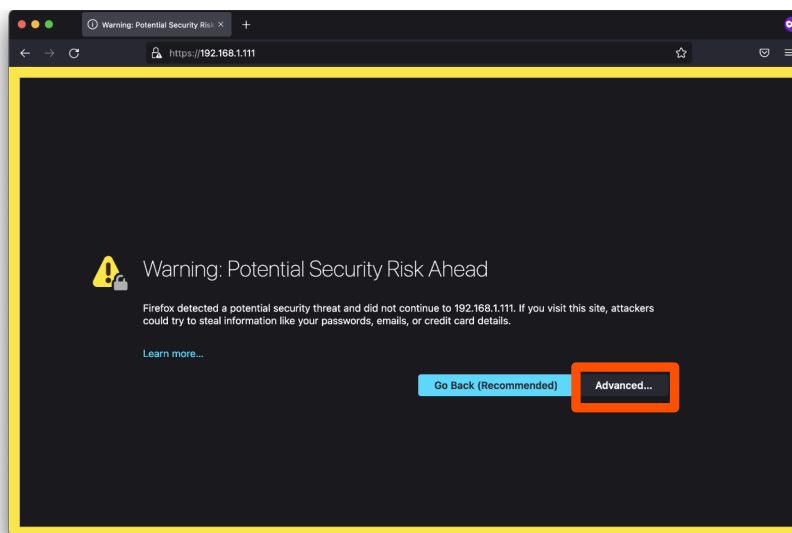 Warning: Potential Security Risk
https://192.168.1.111
Warning: Potential Security Risk Ahead
Firefox detected a potential security threat and did not continue to 192.168.1.111. If you visit this site, attackers
could try to steal information like your passwords, emails, or credit card details.
Learn more...
Go Back (Recommended)
Advanced...